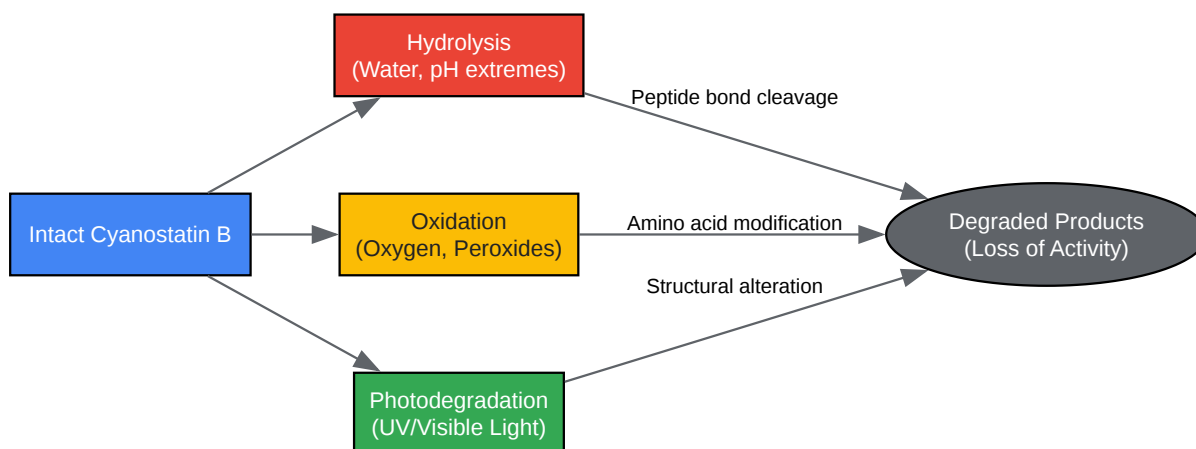 Hydrolysis
(Water, pH extremes)
Peptide bond cleavage
Intact Cyanostatin B
Oxidation
(Oxygen, Peroxides)
Amino acid modification
Degraded Products
(Loss of Activity)
Structural alteration
Photodegradation
(UV/Visible Light)